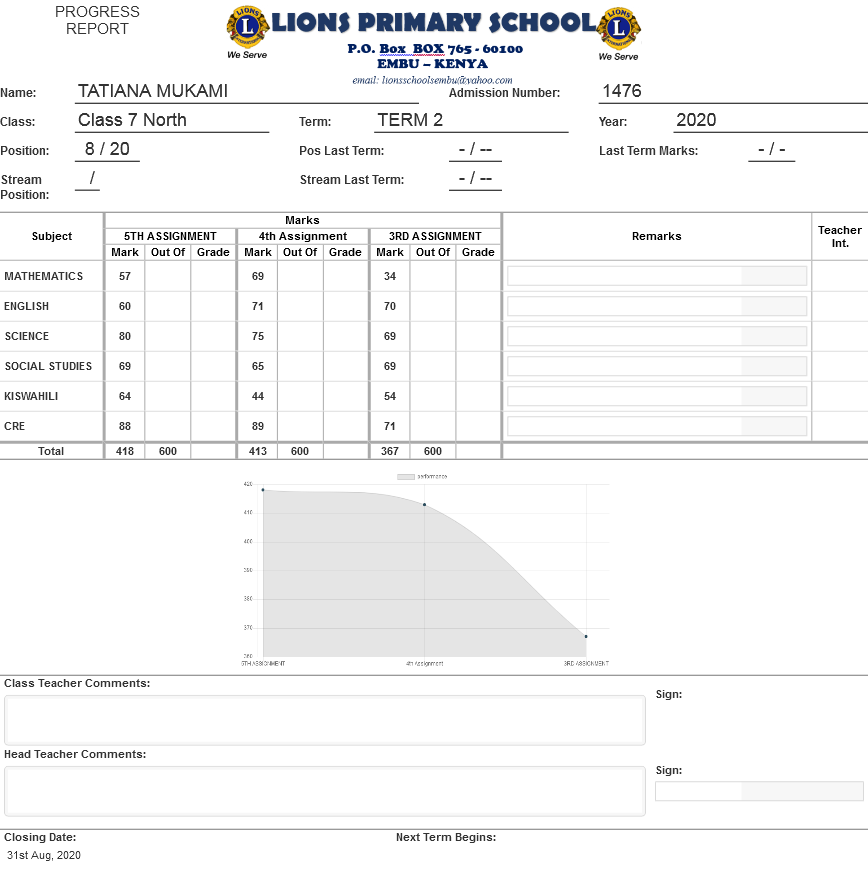 PROGRESS
REPORT
LIONS PRIMARY SCHOOL
We Serve
We Serve
P.O. Box BOX 765 - 60100
EMBU – KENYA
email: lionsschoolsembu@yahoo.com
Name: TATIANA MUKAMI Admission Number: 1476
Class: Class 7 North Term: TERM 2 Year: 2020
Position: 8 / 20 Pos Last Term: - / -- Last Term Marks: - / -
Stream Position: / Stream Last Term: - / --
Marks
Subject 5TH ASSIGNMENT 4th Assignment 3RD ASSIGNMENT Remarks Teacher Int.
Mark Out Of Grade Mark Out Of Grade Mark Out Of Grade
MATHEMATICS 57 69 34
ENGLISH 60 71 70
SCIENCE 80 75 69
SOCIAL STUDIES 69 65 69
KISWAHILI 64 44 54
CRE 88 89 71
Total 418 600 413 600 367 600
performance
420
410
400
390
380
370
360
5TH ASSIGNMENT 4th Assignment 3RD ASSIGNMENT
Class Teacher Comments:
Sign:
Head Teacher Comments:
Sign:
Closing Date: Next Term Begins:
31st Aug, 2020